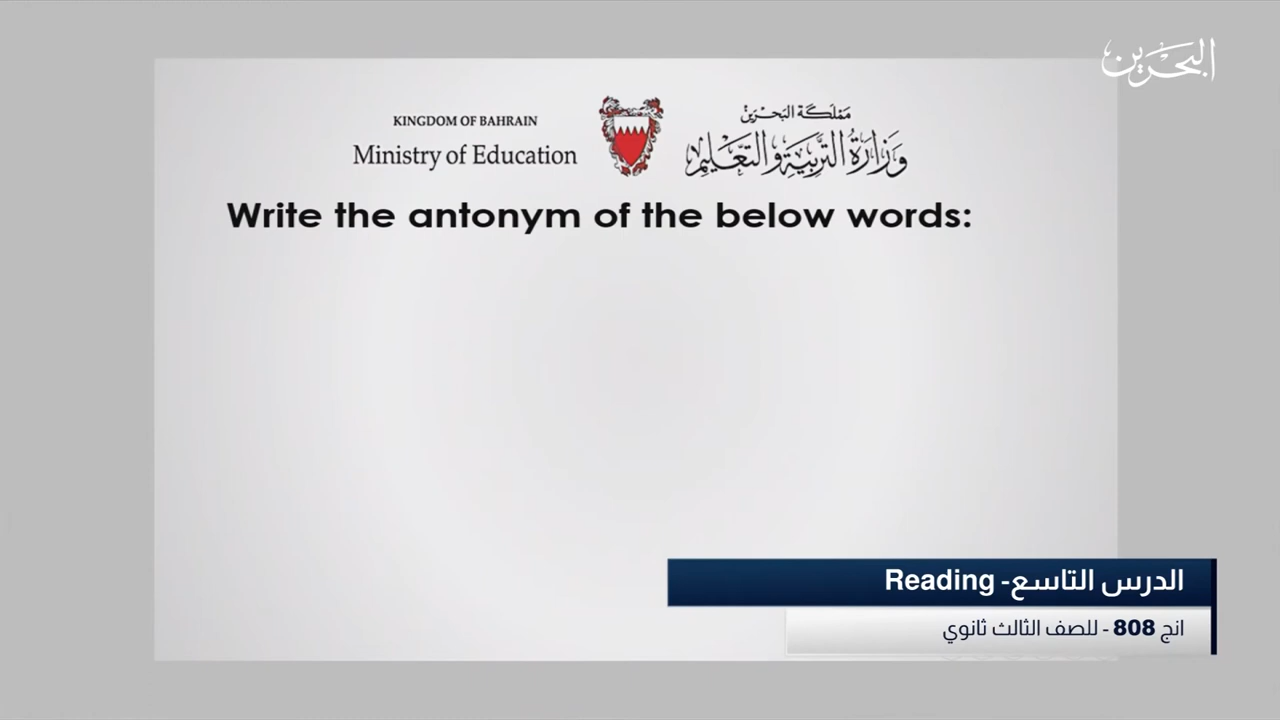 البحرين
KINGDOM OF BAHRAIN
مملكة البحرين
Ministry of Education
وزارة التربية والتعليم
Write the antonym of the below words:
الدرس التاسع- Reading
انج 808 - للصف الثالث ثانوي